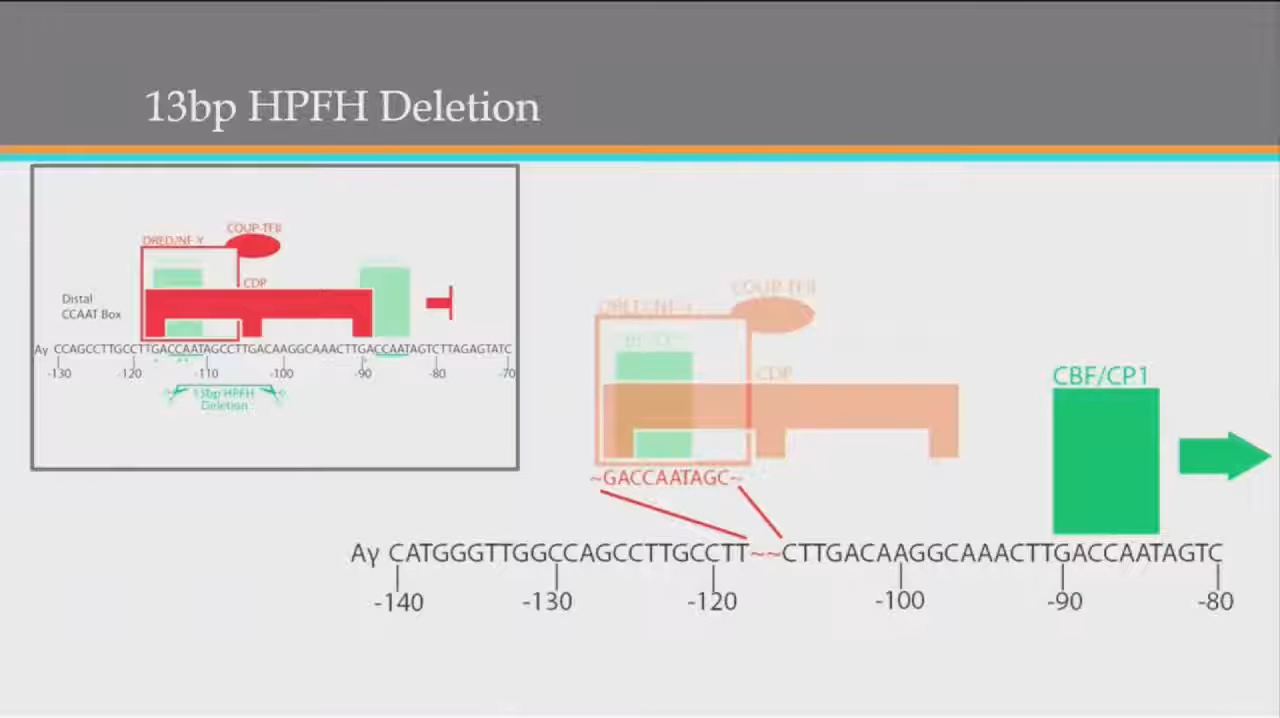 13bp HPFH Deletion
COUP-TFII
DRED/NF-Y
CDP
Distal
CCAAT Box
Aγ CCAGCCTTGCCTTGACCAATAGCCTTGACAAGGCAAACTTGACCAATAGTCTTAGAGTATC
-130 -120 -110 -100 -90 -80 -70
13bp HPFH
Deletion
COUP-TFII
DRED/NF-Y
CDP
CBF/CP1
~GACCAATAGC~
Aγ CATGGGTTGGCCAGCCTTGCCTT~~CTTGACAAGGCAAACTTGACCAATAGTC
-140 -130 -120 -100 -90 -80